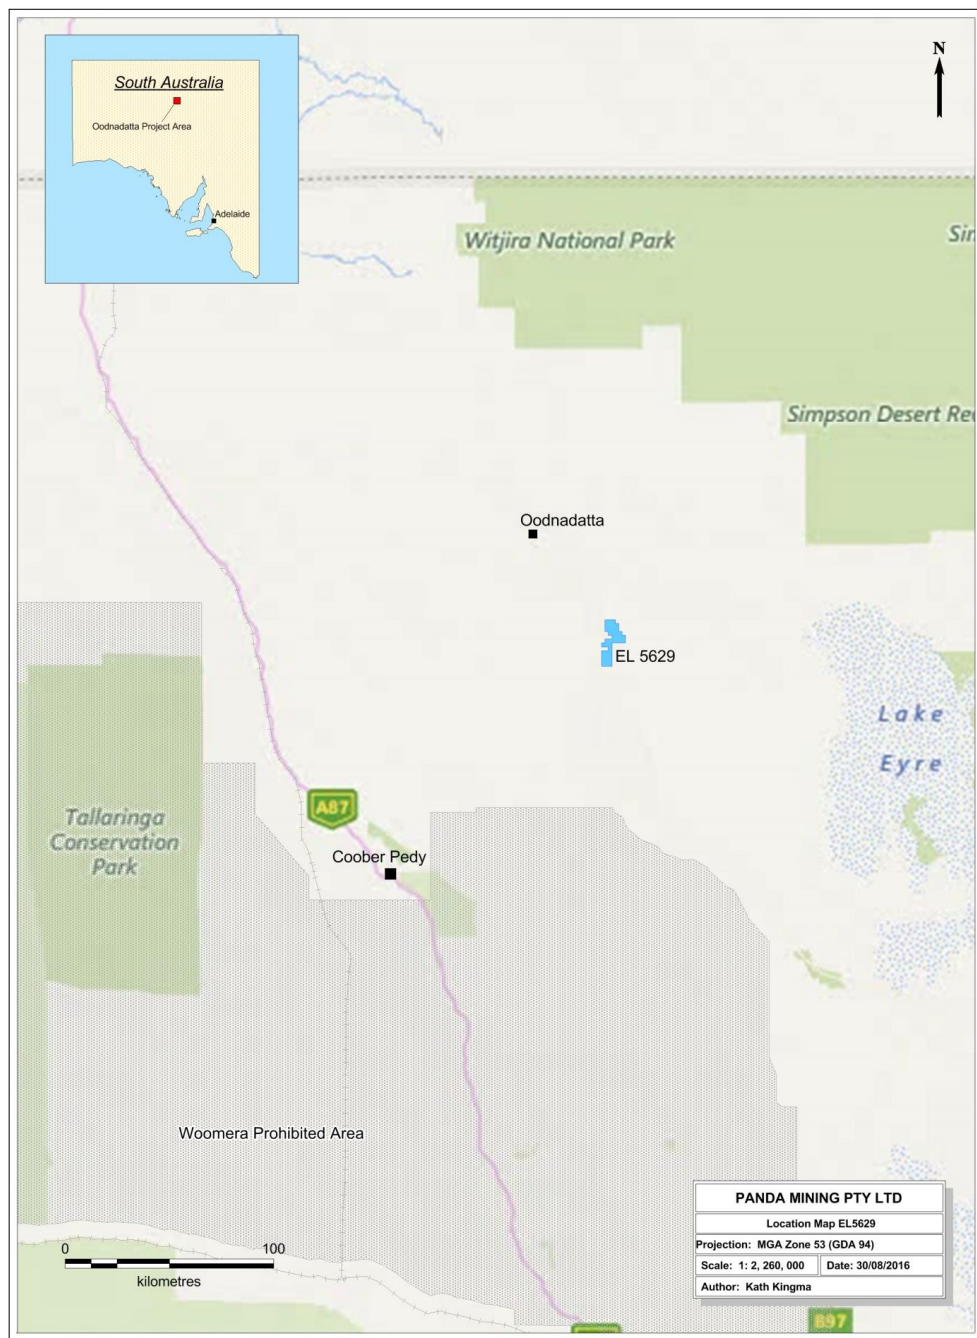 South Australia
Oodnadatta Project Area
Adelaide
N
Witjira National Park
Sim
Simpson Desert Re
Oodnadatta
EL 5629
Lake
Eyre
A87
Tallaringa
Conservation
Park
Coober Pedy
Woomera Prohibited Area
0 100
kilometres
PANDA MINING PTY LTD
Location Map EL5629
Projection: MGA Zone 53 (GDA 94)
Scale: 1: 2, 260, 000 Date: 30/08/2016
Author: Kath Kingma
B97